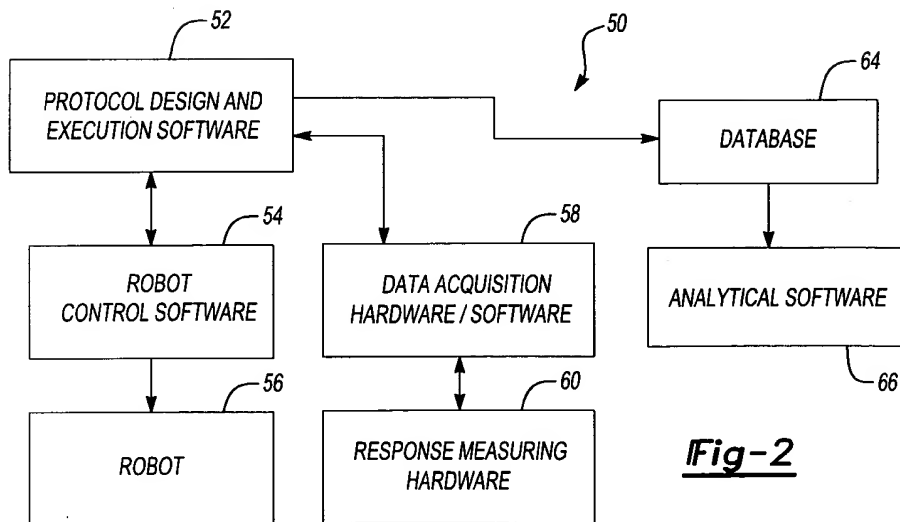 52
50
64
PROTOCOL DESIGN AND
EXECUTION SOFTWARE
DATABASE
54
58
ROBOT
CONTROL SOFTWARE
DATA ACQUISITION
HARDWARE / SOFTWARE
ANALYTICAL SOFTWARE
56
60
66
ROBOT
RESPONSE MEASURING
HARDWARE
Fig-2